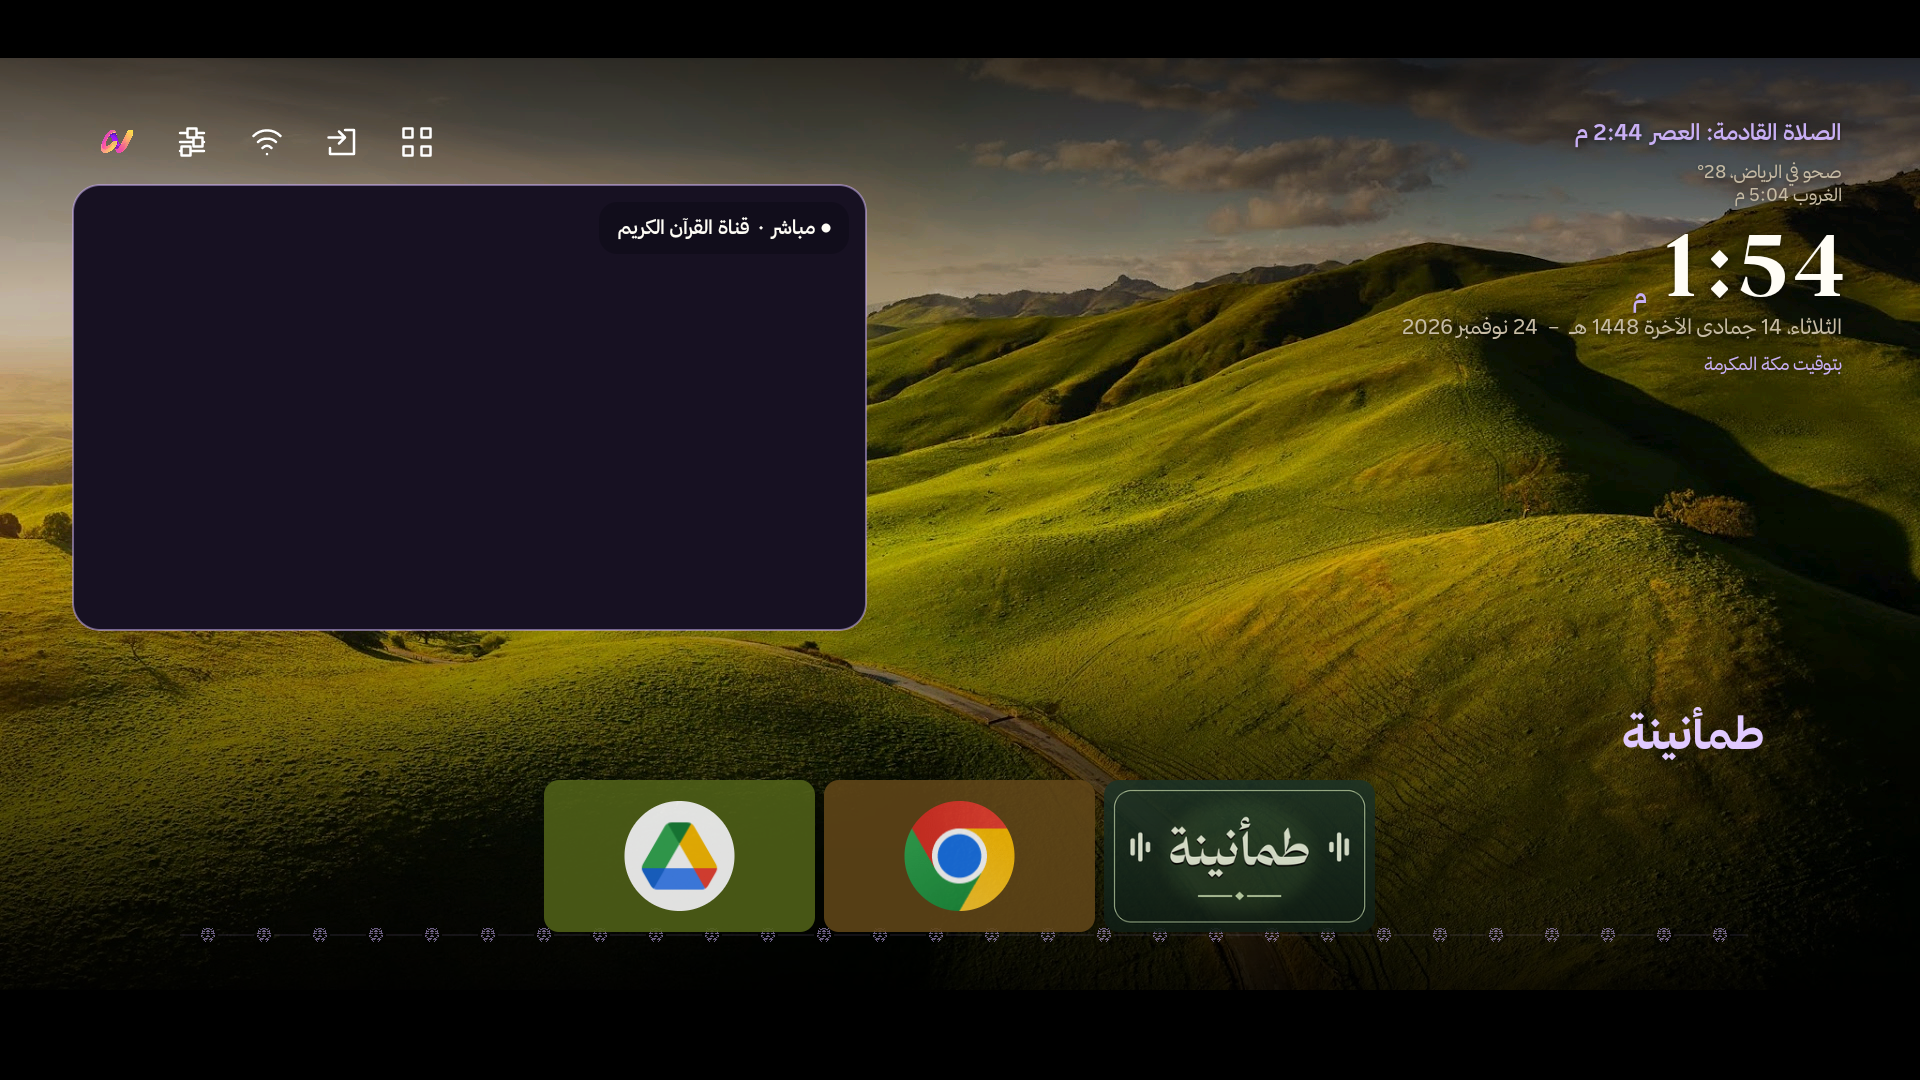 الصلاة القادمة: العصر 2:44 م
صحو في الرياض، 28°
الغروب 5:04 م
1:54 م
الثلاثاء، 14 جمادى الآخرة 1448 هـ – 24 نوفمبر 2026
بتوقيت مكة المكرمة
● مباشر · قناة القرآن الكريم
طمأنينة
طمأنينة